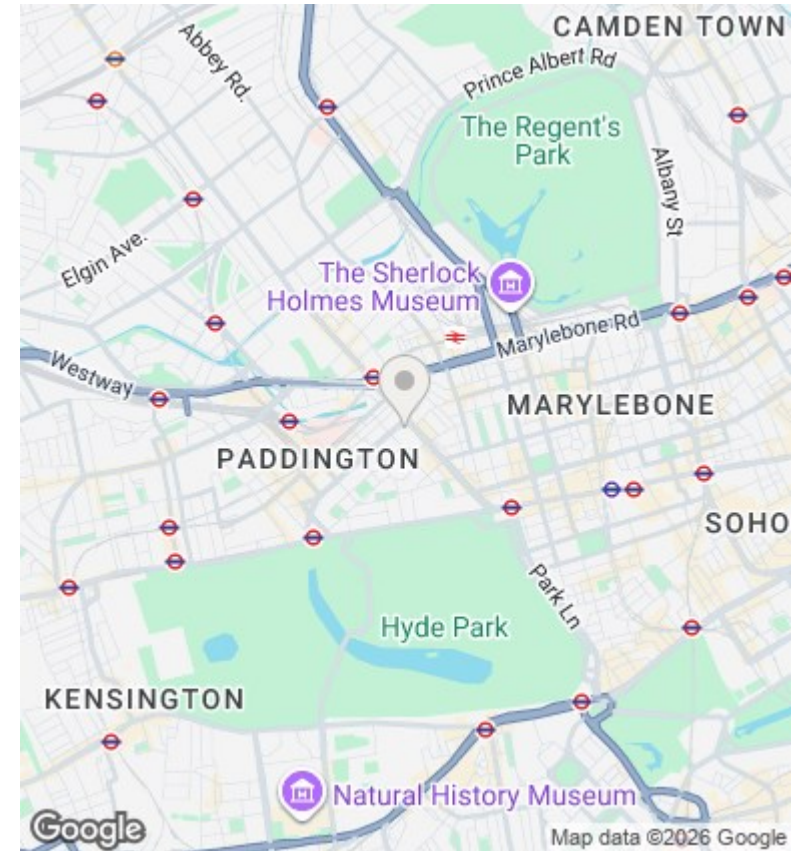 CAMDEN TOWN
Abbey Rd.
Prince Albert Rd
The Regent's
Park
Albany St
Elgin Ave.
The Sherlock
Holmes Museum
Marylebone Rd
Westway
MARYLEBONE
PADDINGTON
SOHO
Park Ln
Hyde Park
KENSINGTON
Natural History Museum
Google
Map data ©2026 Google